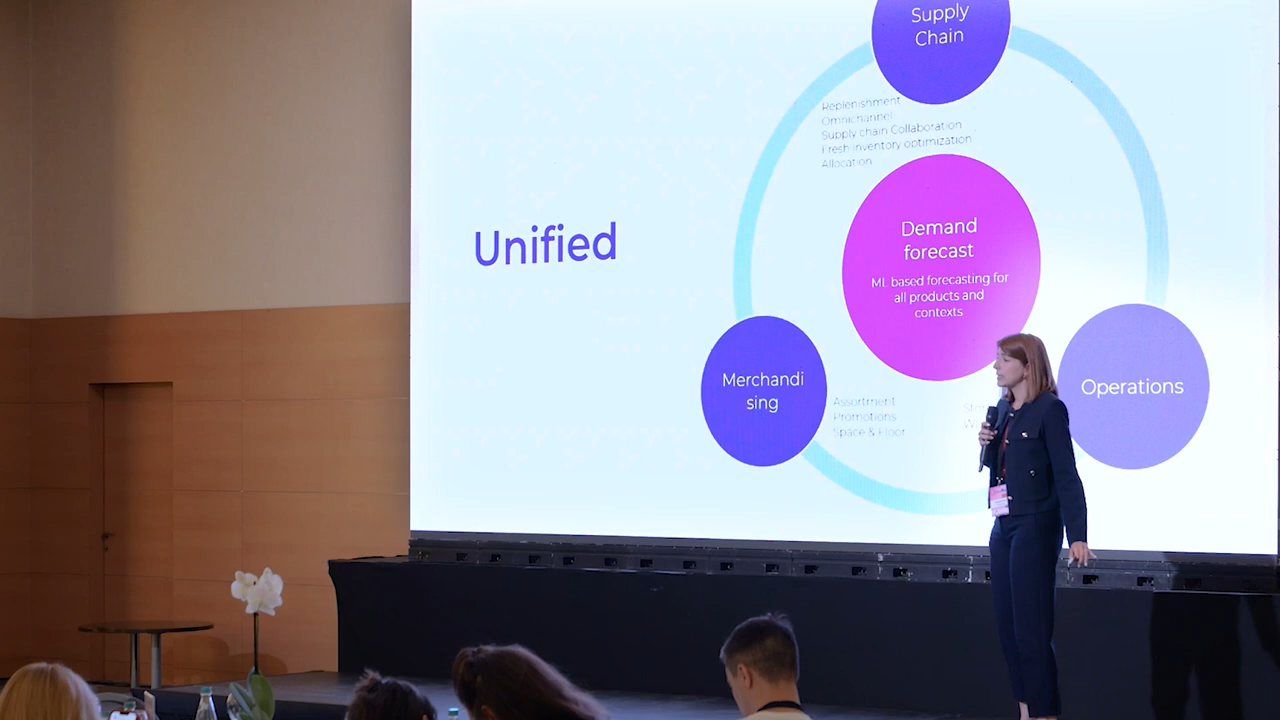 Supply
Chain
Replenishment
Omnichannel
Supply chain Collaboration
Fresh inventory optimization
Allocation
Unified
Demand
forecast
ML based forecasting for
all products and
contexts
Merchandi
sing
Assortment
Promotions
Space & Floor
Operations